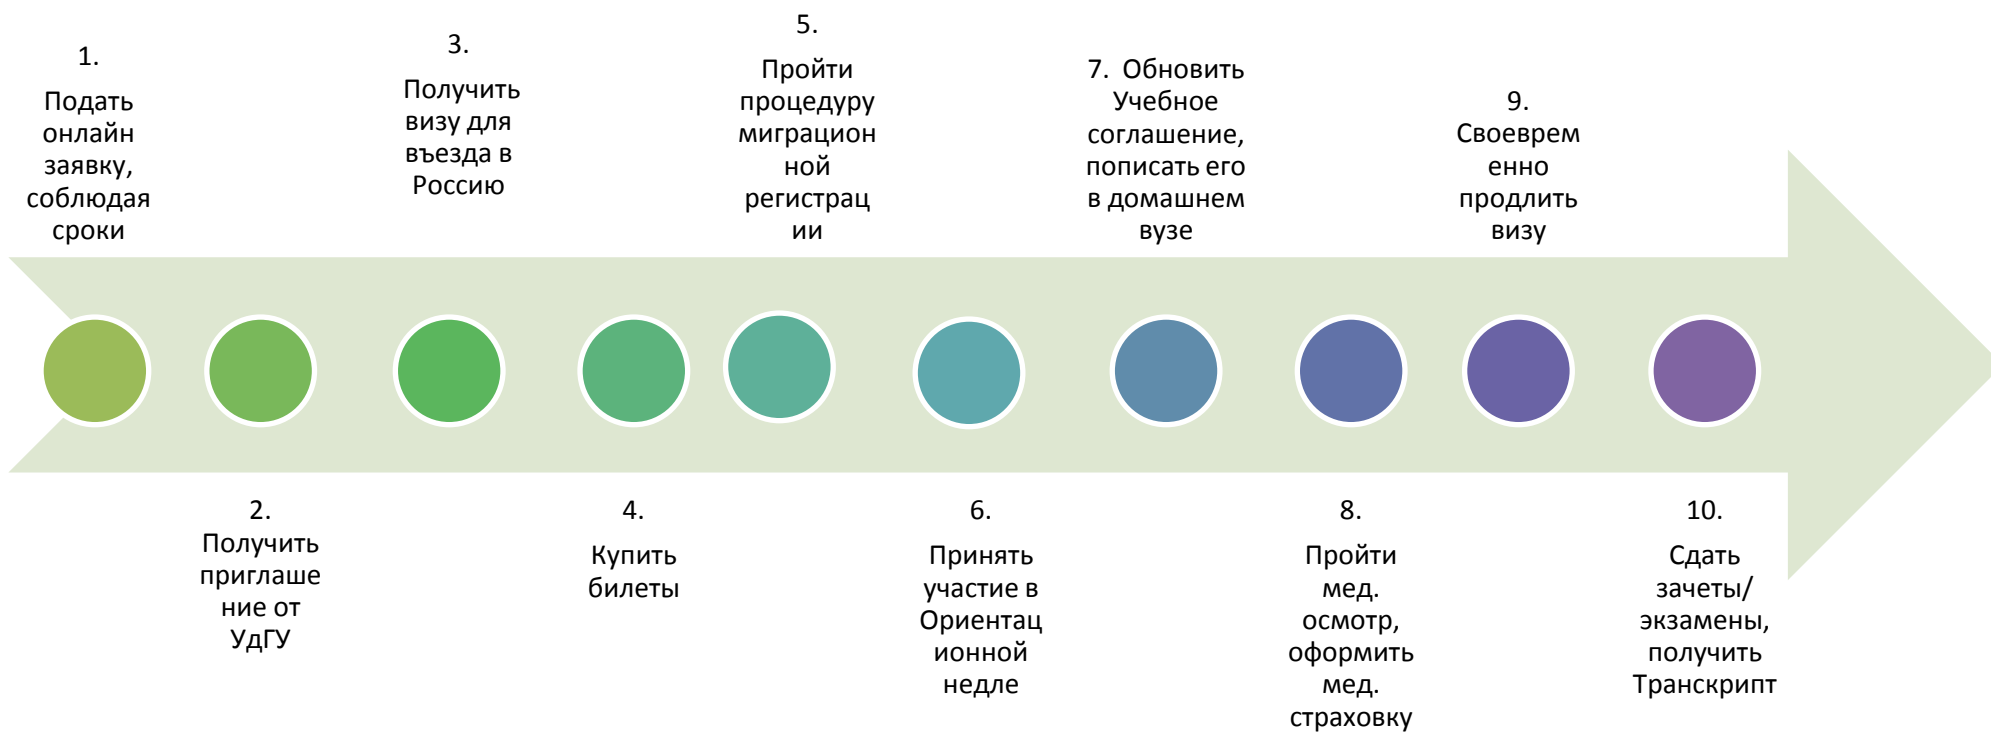 1.
Подать
онлайн
заявку,
соблюдая
сроки
2.
Получить
приглаше
ние от
УдГУ
3.
Получить
визу для
въезда в
Россию
4.
Купить
билеты
5.
Пройти
процедуру
миграцион
ной
регистрац
ии
6.
Принять
участие в
Ориентац
ионной
недле
7. Обновить
Учебное
соглашение,
пописать его
в домашнем
вузе
8.
Пройти
мед.
осмотр,
оформить
мед.
страховку
9.
Своеврем
енно
продлить
визу
10.
Сдать
зачеты/
экзамены,
получить
Транскрипт